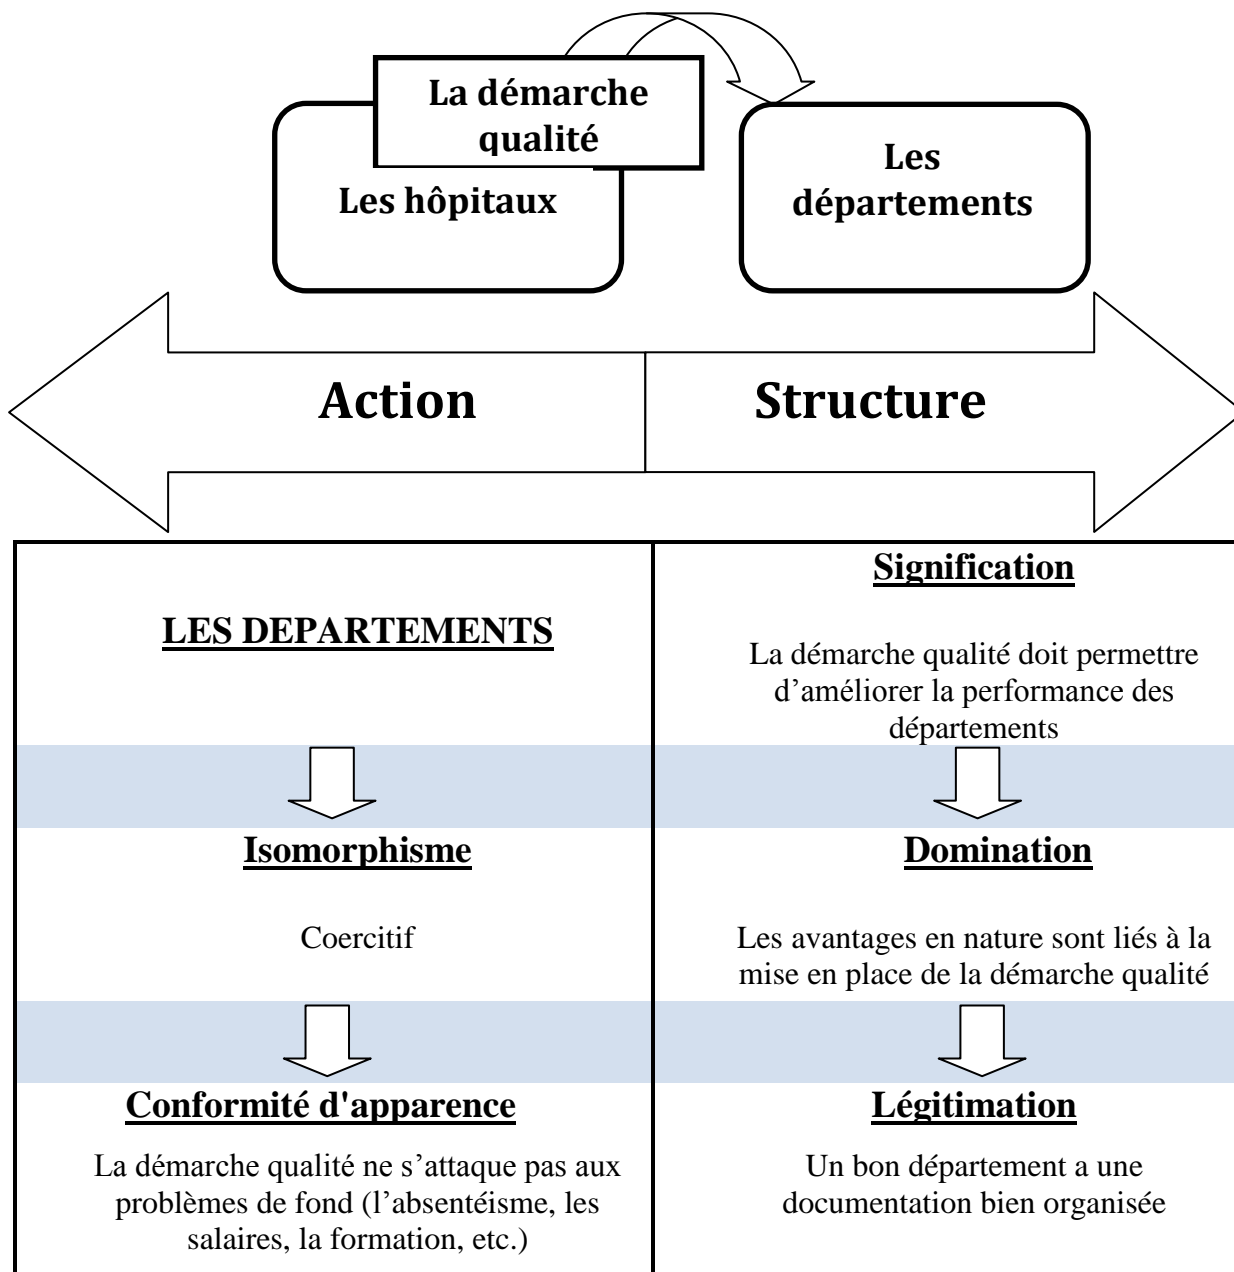 La démarche
qualité
Les hôpitaux
Les
départements
Action
Structure
LES DEPARTEMENTS
Signification
La démarche qualité doit permettre
d’améliorer la performance des
départements
Isomorphisme
Coercitif
Domination
Les avantages en nature sont liés à la
mise en place de la démarche qualité
Conformité d'apparence
La démarche qualité ne s’attaque pas aux
problèmes de fond (l’absentéisme, les
salaires, la formation, etc.)
Légitimation
Un bon département a une
documentation bien organisée